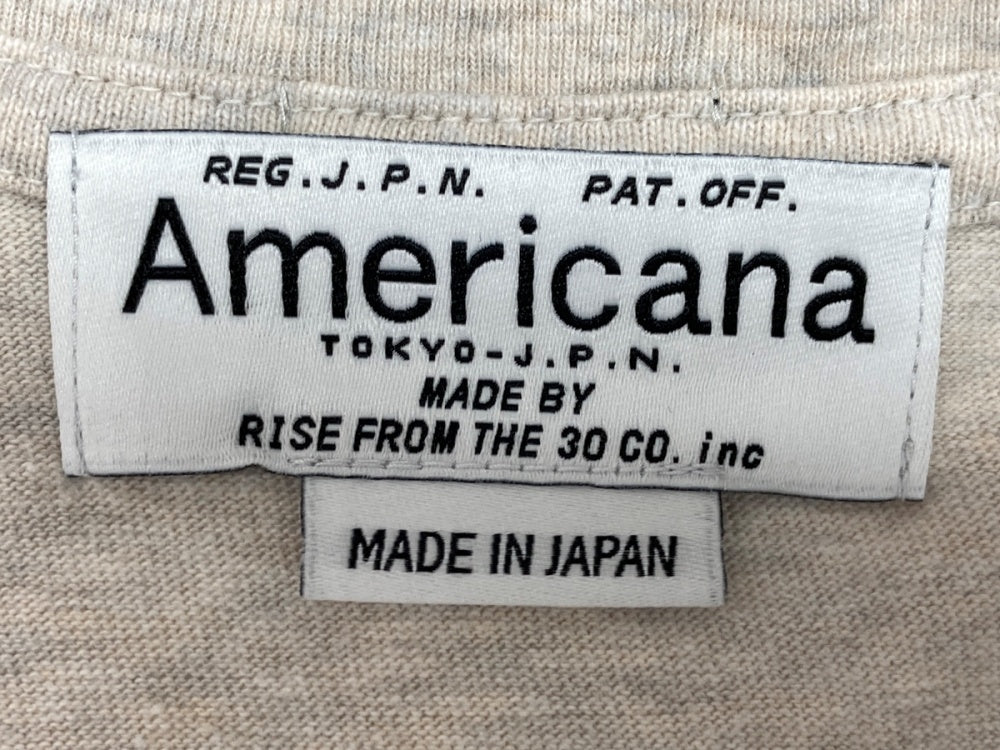 REG.J.P.N. PAT.OFF.
Americana
TOKYO-J.P.N.
MADE BY
RISE FROM THE 30 CO. inc
MADE IN JAPAN